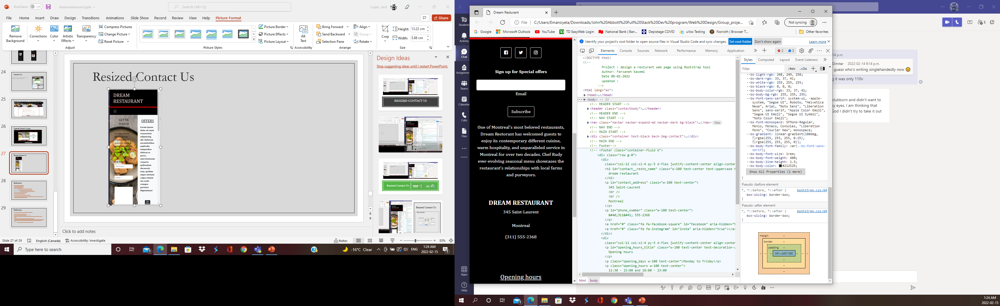 AutoSave Off dreamrestaurant.pptx Search (Alt+Q) Lopes, Jack
File Home Insert Draw Design Transitions Animations Slide Show Record Review View Help Picture Format Share
Remove Background Corrections Color Artistic Effects Transparency Compress Pictures Change Picture Reset Picture
Picture Border Picture Effects Picture Layout Alt Text Bring Forward Send Backward Selection Pane Align Group Rotate Crop Height: 13.22 cm Width: 5.88 cm
Adjust Picture Styles Accessibility Arrange Size
24
25
26
27
28
29
Resized Contact Us
DREAM
RESTAURANT
GET IN
TOUCH
OFFERS
Lorem ipsum
dolor sit amet
consectetur
adipisicing
elit. Dolorum
necessitatibus
explicabo
temporibus
dolores at
porro,
exercitationem
corporis
quibusdam
obcaecati,
eum, quidem
atque veritatis
culpa eveniet
eos unde
cumque
pariatur.
Dignissimos!
Design Ideas
Stop suggesting ideas until I restart PowerPoint.
RESIZED CONTACT US
RESIZED CONTACT US
Resized Contact Us
Resized Contact Us
Click to add notes
Slide 27 of 29 English (Canada) Accessibility: Investigate Notes 83%
Type here to search -16°C Clear ENG 1:24 AM 2022-02-15 5
Students
Activity
Chat
Assignmen
Teams
Calendar
Calls
Files
Apps
Help
Dream Resturant
File C:/Users/Emanoyela/Downloads/John%20Abbott%20Full%20Stack%20Dev%20program/Web%20Design/Group_proje... Not syncing
Google Microsoft Outlook YouTube TD EasyWeb Login National Bank | Ban... Depistage COVID uVox Testing Norroth | Browser T... Other favorites
Sign up for Special offers
Email
Subscribe
One of Montreal's most beloved restaurants,
Dream Restorant has welcomed guests to
enjoy its contemporary different cuisine,
warm hospitality, and unparalleled service in
Montreal for over two decades. Chef Rudy
ever-evolving seasonal menu showcases the
restaurant's relationships with local farms
and purveyors.
DREAM RESTAURANT
345 Saint-Laurent
Montreal
(311) 555-2368
Opening hours
Identify your project's root folder to open source files in Visual Studio Code and sync changes. Set root folder Don't show again Learn more
Elements Console Sources Network Performance Memory Application 2 3
<!DOCTYPE html>
<!--
Project : design a resturant web page using Bootstrap tool
Author: Farzaneh Kazemi
Date 08-02-2022
updated :
-->
<html lang="en">
<head>…</head>
<body> == $0
<!-- HEADER START -->
<header class="contactbody">…</header>
<!-- HEADER END -->
<!-- NAV START -->
<nav class="navbar navbar-expand-md navbar-dark bg-black">…</nav> flex
<!-- NAV END -->
<!-- MAIN START -->
<div class="container text-black back-img-contact">…</div>
<!-- MAIN END -->
<!-- Footer-->
<!-- <footer class="container-fluid b">
<div class="row g-0">
<div
class="col-12 col-xl-4 py-5 d-flex justify-content-center align-conten
<h2 id="contact__resto_name" class="w-100 text-center text-uppercase f
dream restaurant
</h2>
<p id="contact_address" class="w-100 text-center">
345 Saint-Laurent
<br />
<br />
Montreal
</p>
<p id="phone_number" class="w-100 text-center">
&#40;311&#41; 555-2368
</p>
<a href="#" class="fa fa-facebook-square" id="facebook" aria-hidden="t
<a href="#" class="fa fa-instagram" id="insta" aria-hidden="true"></a>
</div>
<div
class="col-12 col-xl-4 py-5 d-flex justify-content-center align-conten
<p id="opening_hours_title" class="w-100 text-center text-decoration-u
Opening hours
</p>
<p class="opening_days w-100 text-center">Monday to Friday</p>
<p class="opening_hours w-100 text-center">
11:30 - 15:00 and 18:00 - 23:00
html body
Styles Computed Layout Event Listeners
Filter :hov .cls
--bs-light-rgb: 248, 249, 250;
--bs-dark-rgb: 33, 37, 41;
--bs-white-rgb: 255, 255, 255;
--bs-black-rgb: 0, 0, 0;
--bs-body-color-rgb: 33, 37, 41;
--bs-body-bg-rgb: 255, 255, 255;
--bs-font-sans-serif: system-ui, -apple-
system, "Segoe UI", Roboto, "Helvetica
Neue", Arial, "Noto Sans", "Liberation
Sans", sans-serif, "Apple Color Emoji",
"Segoe UI Emoji", "Segoe UI Symbol",
"Noto Color Emoji";
--bs-font-monospace: SFMono-Regular,
Menlo, Monaco, Consolas, "Liberation
Mono", "Courier New", monospace;
--bs-gradient: linear-gradient(180deg,
rgba(255, 255, 255, 0.15),
rgba(255, 255, 255, 0));
--bs-body-font-family: var(--bs-font-sans-
serif);
--bs-body-font-size: 1rem;
--bs-body-font-weight: 400;
--bs-body-line-height: 1.5;
--bs-body-color: #212529;
Show All Properties (1 more)
}
Pseudo ::before element
*, *::before, *::after { bootstrap.css:64
box-sizing: border-box;
}
Pseudo ::after element
*, *::before, *::after { bootstrap.css:64
box-sizing: border-box;
}
margin -
border -
padding -
361×2457.080
14 p.m.
Dimitar 2022-02-14 9:14 p.m.
guess who's writing singlehandedly now
g it was only 110v
stubborn and didn't want to
y eyes. I am thinking that
God I didn't try to take it out
5
1:24 AM
2022-02-15